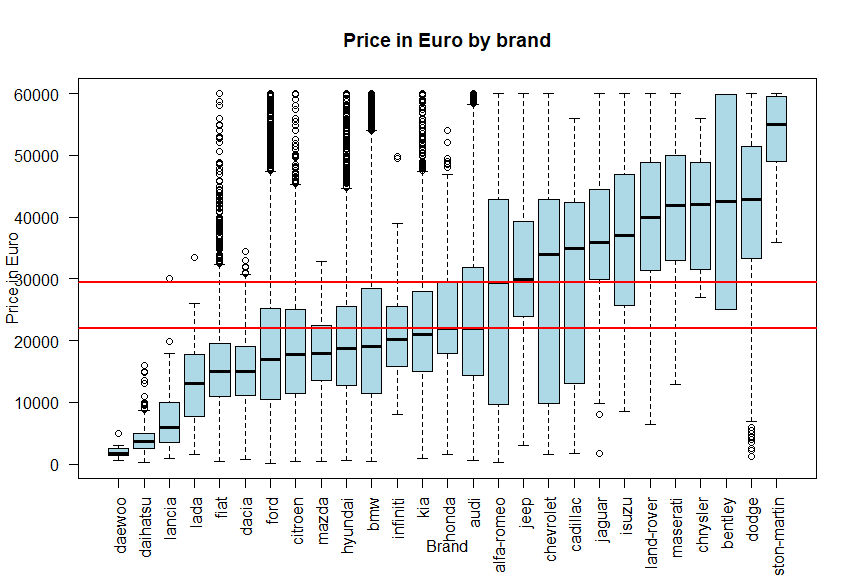 Price in Euro by brand
Price in Euro
60000
50000
40000
30000
20000
10000
0
daewoo
daihatsu
lancia
lada
fiat
dacia
ford
citroen
mazda
hyundai
bmw
infiniti
kia
honda
audi
alfa-romeo
jeep
chevrolet
cadillac
jaguar
isuzu
land-rover
maserati
chrysler
bentley
dodge
ston-martin
Brand